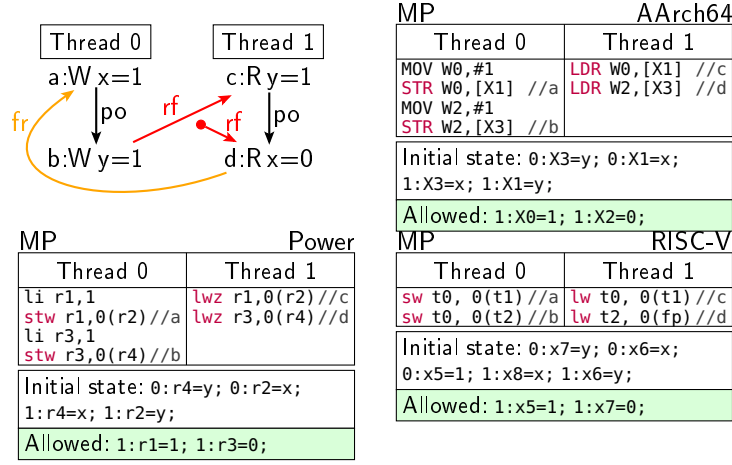 Thread 0
Thread 1
a:W x=1
c:R y=1
po
rf
rf
po
fr
b:W y=1
d:R x=0
MP AArch64
Thread 0 Thread 1
MOV W0,#1 LDR W0,[X1] //c
STR W0,[X1] //a LDR W2,[X3] //d
MOV W2,#1
STR W2,[X3] //b
Initial state: 0:X3=y; 0:X1=x;
1:X3=x; 1:X1=y;
Allowed: 1:X0=1; 1:X2=0;
MP Power
Thread 0 Thread 1
li r1,1 lwz r1,0(r2)//c
stw r1,0(r2)//a lwz r3,0(r4)//d
li r3,1
stw r3,0(r4)//b
Initial state: 0:r4=y; 0:r2=x;
1:r4=x; 1:r2=y;
Allowed: 1:r1=1; 1:r3=0;
MP RISC-V
Thread 0 Thread 1
sw t0, 0(t1)//a lw t0, 0(t1)//c
sw t0, 0(t2)//b lw t2, 0(fp)//d
Initial state: 0:x7=y; 0:x6=x;
0:x5=1; 1:x8=x; 1:x6=y;
Allowed: 1:x5=1; 1:x7=0;